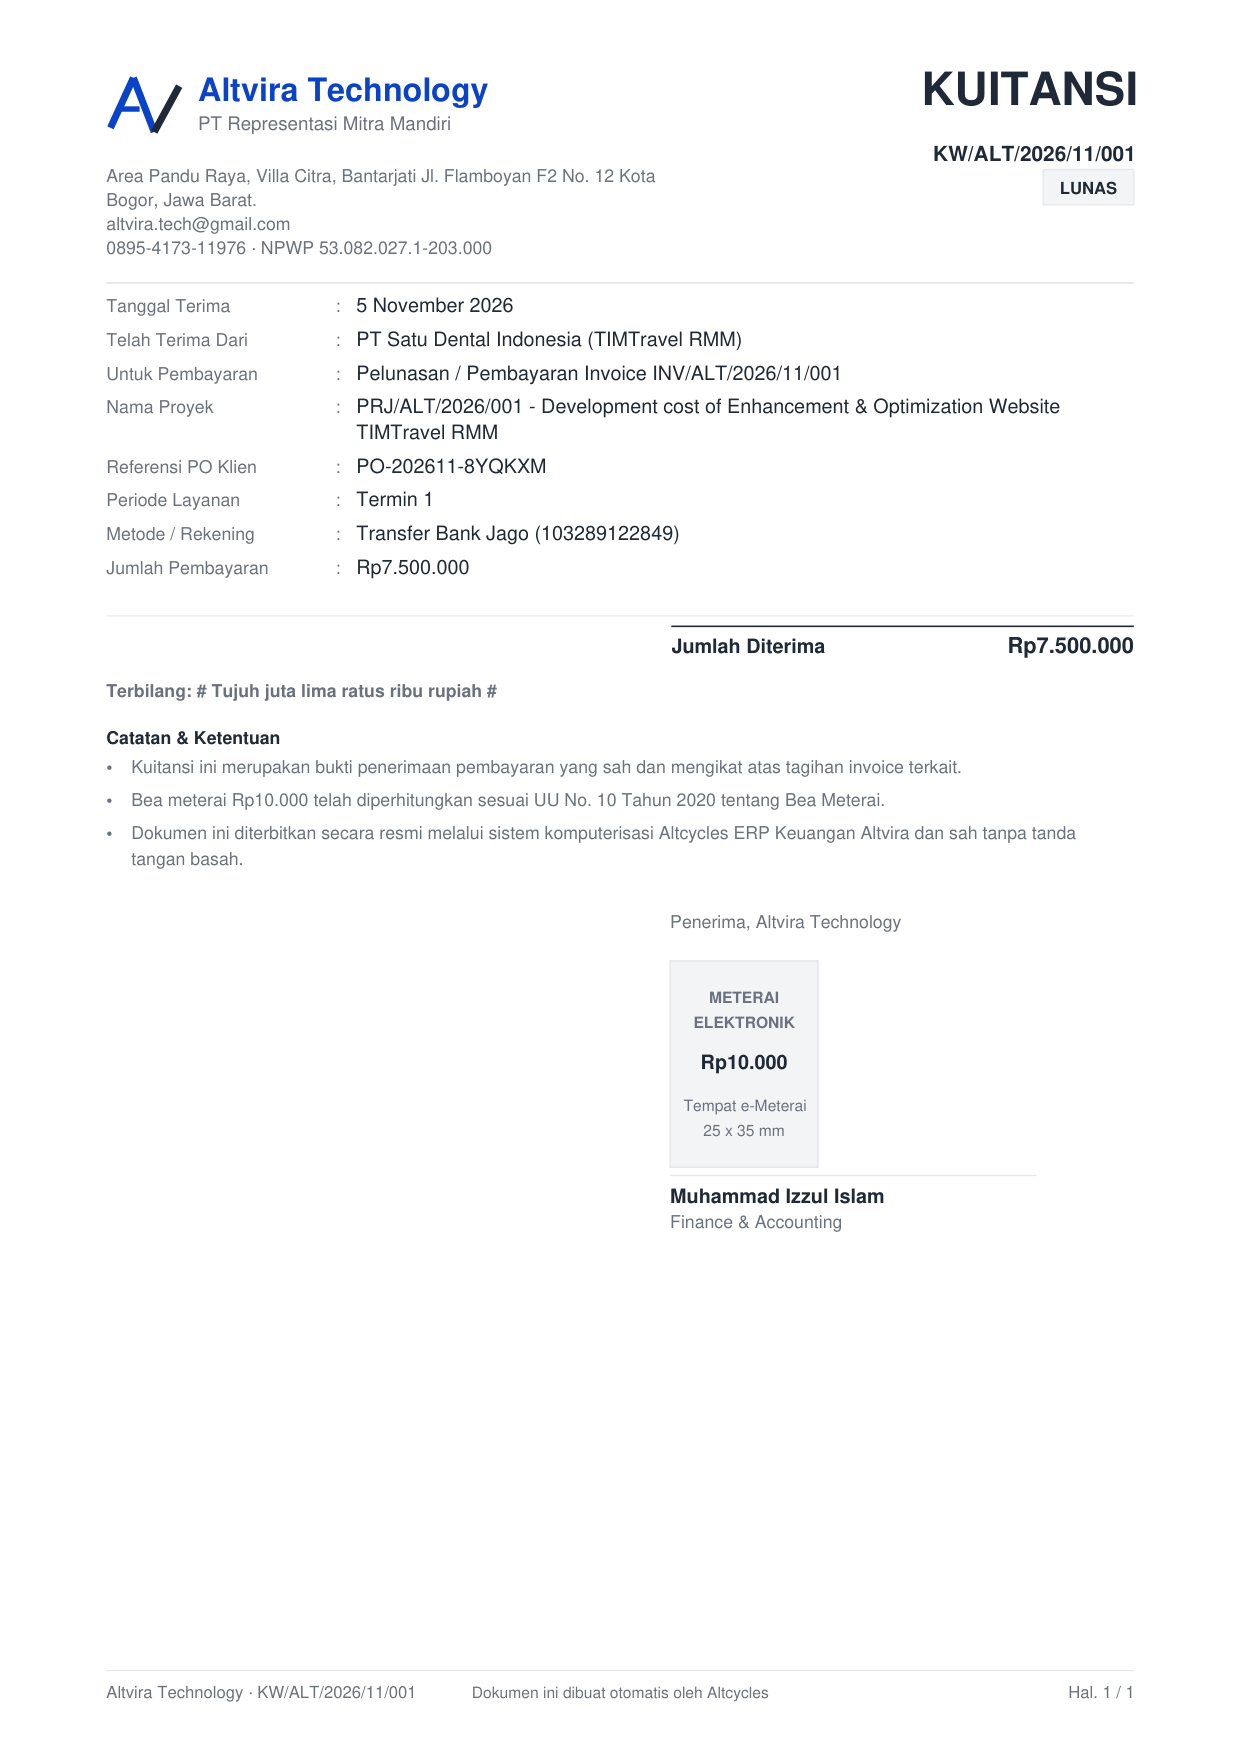 Altvira Technology
PT Representasi Mitra Mandiri
KUITANSI
KW/ALT/2026/11/001
LUNAS
Area Pandu Raya, Villa Citra, Bantarjati Jl. Flamboyan F2 No. 12 Kota
Bogor, Jawa Barat.
altvira.tech@gmail.com
0895-4173-11976 · NPWP 53.082.027.1-203.000
Tanggal Terima : 5 November 2026
Telah Terima Dari : PT Satu Dental Indonesia (TIMTravel RMM)
Untuk Pembayaran : Pelunasan / Pembayaran Invoice INV/ALT/2026/11/001
Nama Proyek : PRJ/ALT/2026/001 - Development cost of Enhancement & Optimization Website
TIMTravel RMM
Referensi PO Klien : PO-202611-8YQKXM
Periode Layanan : Termin 1
Metode / Rekening : Transfer Bank Jago (103289122849)
Jumlah Pembayaran : Rp7.500.000
Jumlah Diterima Rp7.500.000
Terbilang: # Tujuh juta lima ratus ribu rupiah #
Catatan & Ketentuan
• Kuitansi ini merupakan bukti penerimaan pembayaran yang sah dan mengikat atas tagihan invoice terkait.
• Bea meterai Rp10.000 telah diperhitungkan sesuai UU No. 10 Tahun 2020 tentang Bea Meterai.
• Dokumen ini diterbitkan secara resmi melalui sistem komputerisasi Altcycles ERP Keuangan Altvira dan sah tanpa tanda
tangan basah.
Penerima, Altvira Technology
METERAI
ELEKTRONIK
Rp10.000
Tempat e-Meterai
25 x 35 mm
Muhammad Izzul Islam
Finance & Accounting
Altvira Technology · KW/ALT/2026/11/001 Dokumen ini dibuat otomatis oleh Altcycles Hal. 1 / 1